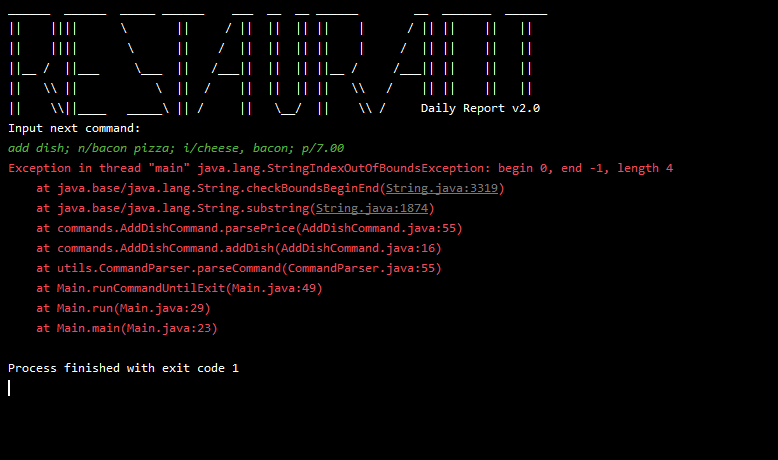 RESTAURANT
Daily Report v2.0
Input next command:
add dish; n/bacon pizza; i/cheese, bacon; p/7.00
Exception in thread "main" java.lang.StringIndexOutOfBoundsException: begin 0, end -1, length 4
at java.base/java.lang.String.checkBoundsBeginEnd(String.java:3319)
at java.base/java.lang.String.substring(String.java:1874)
at commands.AddDishCommand.parsePrice(AddDishCommand.java:55)
at commands.AddDishCommand.addDish(AddDishCommand.java:16)
at utils.CommandParser.parseCommand(CommandParser.java:55)
at Main.runCommandUntilExit(Main.java:49)
at Main.run(Main.java:29)
at Main.main(Main.java:23)
Process finished with exit code 1